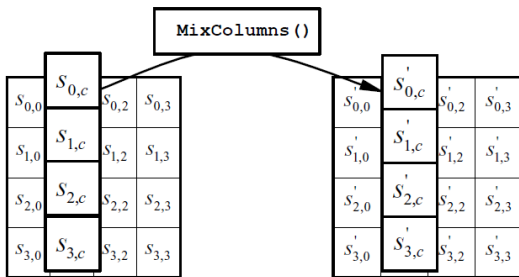 MixColumns()
S0,0 S0,c S0,2 S0,3
S1,0 S1,c S1,2 S1,3
S2,0 S2,c S2,2 S2,3
S3,0 S3,c S3,2 S3,3
S'0,0 S'0,c S'0,2 S'0,3
S'1,0 S'1,c S'1,2 S'1,3
S'2,0 S'2,c S'2,2 S'2,3
S'3,0 S'3,c S'3,2 S'3,3